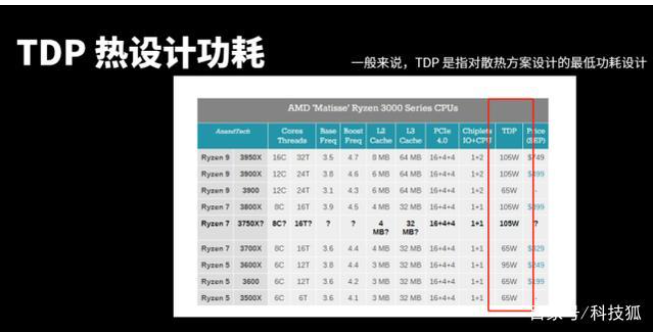 TDP 热设计功耗
一般来说，TDP 是指对散热方案设计的最低功耗设计
AMD 'Matisse' Ryzen 3000 Series CPUs
AnandTech Cores Threads Base Freq Boost Freq L2 Cache L3 Cache PCIe 4.0 Chiplets IO+CPU TDP Price (SEP)
Ryzen 9 3950X 16C 32T 3.5 4.7 8 MB 64 MB 16+4+4 1+2 105W $749
Ryzen 9 3900X 12C 24T 3.8 4.6 6 MB 64 MB 16+4+4 1+2 105W $499
Ryzen 9 3900 12C 24T 3.1 4.3 6 MB 64 MB 16+4+4 1+2 65W -
Ryzen 7 3800X 8C 16T 3.9 4.5 4 MB 32 MB 16+4+4 1+1 105W $399
Ryzen 7 3750X? 8C? 16T? ? ? 4 MB? 32 MB? 16+4+4 1+1 105W ?
Ryzen 7 3700X 8C 16T 3.6 4.4 4 MB 32 MB 16+4+4 1+1 65W $329
Ryzen 5 3600X 6C 12T 3.8 4.4 3 MB 32 MB 16+4+4 1+1 95W $249
Ryzen 5 3600 6C 12T 3.6 4.2 3 MB 32 MB 16+4+4 1+1 65W $199
Ryzen 5 3500X 6C 6T 3.6 4.1 3 MB 32 MB 16+4+4 1+1 65W
百家号/科技狐